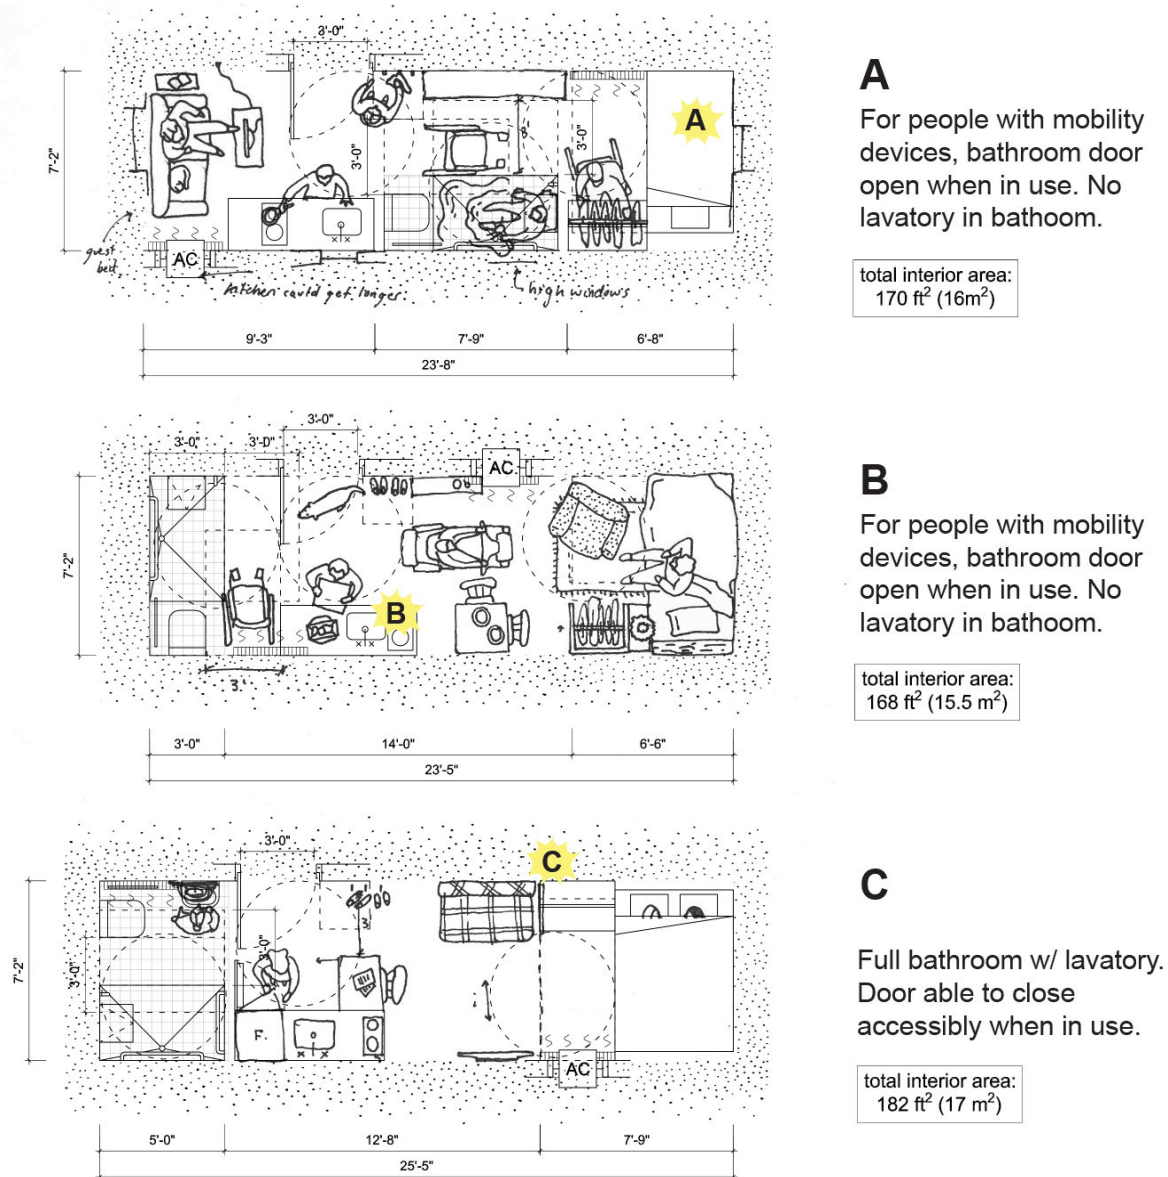 3'-0"
A
For people with mobility
devices, bathroom door
open when in use. No
lavatory in bathoom.
total interior area:
170 ft² (16m²)
A
7'-2"
3'-0"
3'-0"
3'
guest
bed
AC
kitchen could get longer.
high windows
9'-3"
7'-9"
6'-8"
23'-8"
3'-0"
3'-0"
3'-0"
AC
B
For people with mobility
devices, bathroom door
open when in use. No
lavatory in bathoom.
total interior area:
168 ft² (15.5 m²)
7'-2"
B
3'
3'-0"
14'-0"
6'-6"
23'-5"
3'-0"
C
C
Full bathroom w/ lavatory.
Door able to close
accessibly when in use.
total interior area:
182 ft² (17 m²)
7'-2"
3'-0"
3'-0"
3
F.
AC
5'-0"
12'-8"
7'-9"
25'-5"